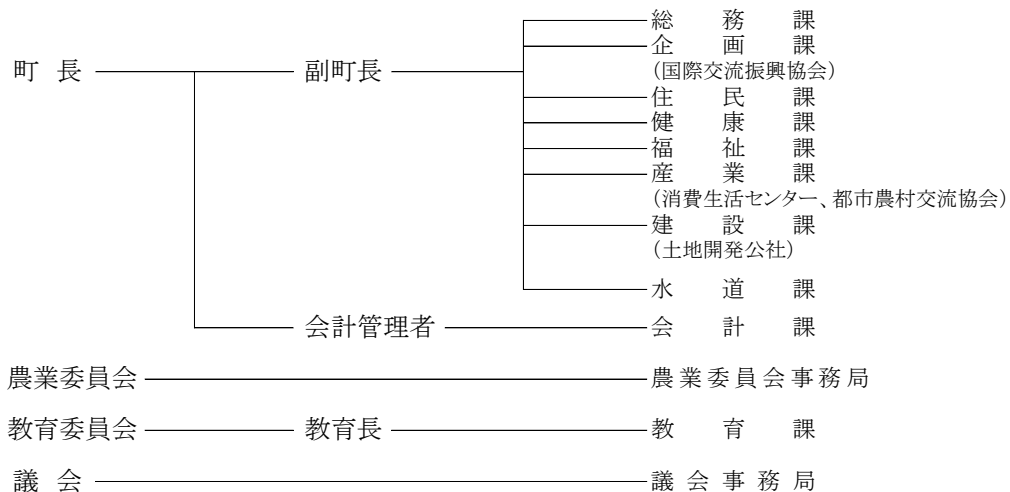 総務課
企画課
町長 副町長 (国際交流振興協会)
住民課
健康課
福祉課
産業課
(消費生活センター、都市農村交流協会)
建設課
(土地開発公社)
水道課
会計管理者 会計課
農業委員会 農業委員会事務局
教育委員会 教育長 教育課
議会 議会事務局